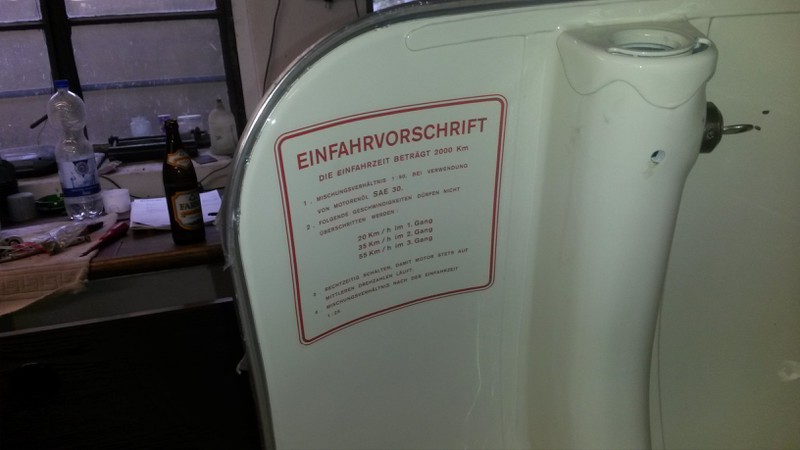 EINFAHRVORSCHRIFT
DIE EINFAHRZEIT BETRÄGT 2000 Km
1. MISCHUNGSVERHÄLTNIS 1:50, BEI VERWENDUNG
VON MOTORENÖL SAE 30.
2. FOLGENDE GESCHWINDIGKEITEN DÜRFEN NICHT
ÜBERSCHRITTEN WERDEN:
20 Km/h im 1. Gang
35 Km/h im 2. Gang
55 Km/h im 3. Gang
RECHTZEITIG SCHALTEN, DAMIT MOTOR STETS AUF
MITTLEREN DREHZAHLEN LÄUFT.
MISCHUNGSVERHÄLTNIS NACH DER EINFAHRZEIT